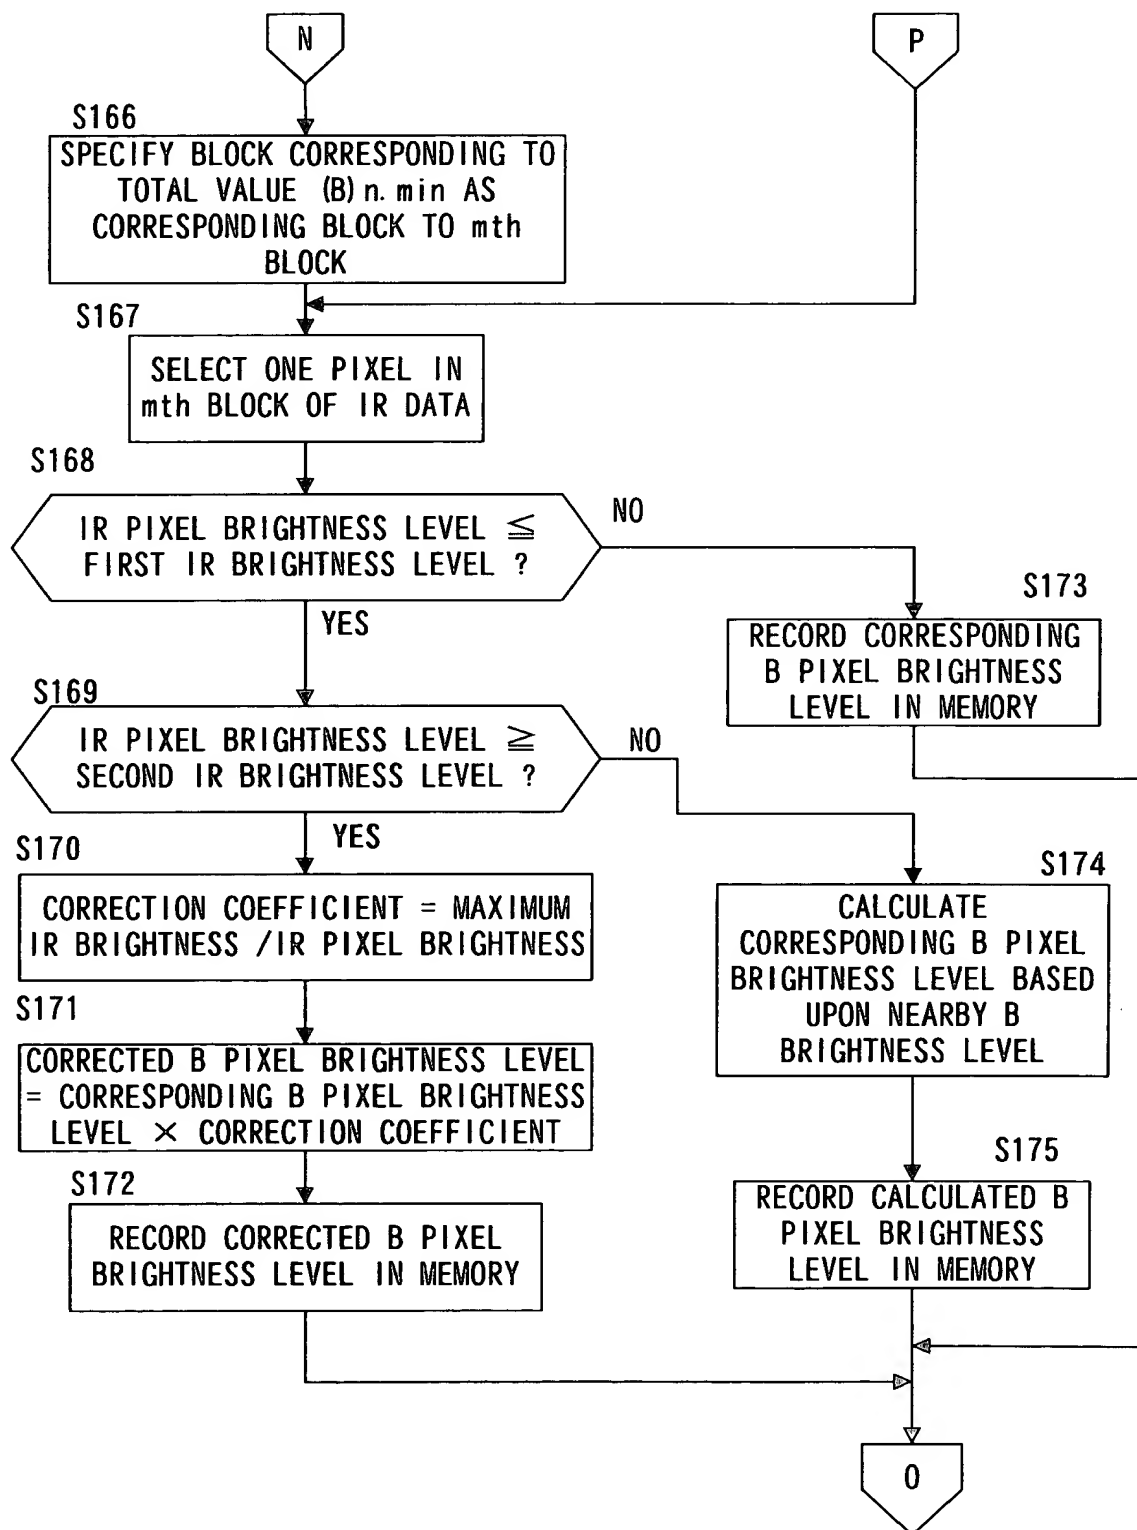 N
P
S166
SPECIFY BLOCK CORRESPONDING TO
TOTAL VALUE (B) n. min AS
CORRESPONDING BLOCK TO mth
BLOCK
S167
SELECT ONE PIXEL IN
mth BLOCK OF IR DATA
S168
IR PIXEL BRIGHTNESS LEVEL ≦
FIRST IR BRIGHTNESS LEVEL ?
NO
YES
S173
RECORD CORRESPONDING
B PIXEL BRIGHTNESS
LEVEL IN MEMORY
S169
IR PIXEL BRIGHTNESS LEVEL ≧
SECOND IR BRIGHTNESS LEVEL ?
NO
YES
S170
CORRECTION COEFFICIENT = MAXIMUM
IR BRIGHTNESS /IR PIXEL BRIGHTNESS
S174
CALCULATE
CORRESPONDING B PIXEL
BRIGHTNESS LEVEL BASED
UPON NEARBY B
BRIGHTNESS LEVEL
S171
CORRECTED B PIXEL BRIGHTNESS LEVEL
= CORRESPONDING B PIXEL BRIGHTNESS
LEVEL × CORRECTION COEFFICIENT
S172
RECORD CORRECTED B PIXEL
BRIGHTNESS LEVEL IN MEMORY
S175
RECORD CALCULATED B
PIXEL BRIGHTNESS
LEVEL IN MEMORY
O